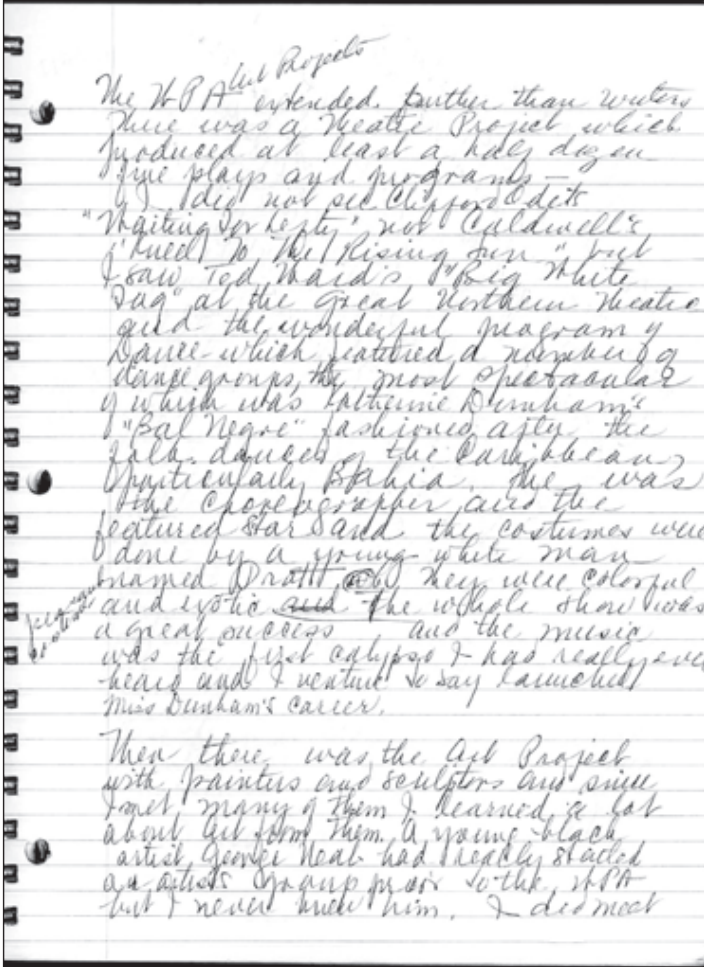 Art Projects
The WPA extended further than writers
There was a Theatre Project which
produced at least a half dozen
fine plays and programs —
I did not see Clifford Odets
"Waiting for Lefty" nor Caldwell's
"Kneel To The Rising Sun" but
I saw Ted Ward's "Big White
Fog" at the Great Northern Theatre
and the wonderful program of
Dance which featured a number of
dance groups, the most spectacular
of which was Katherine Dunham's
"Bal Negre" fashioned after the
folk dances of the Caribbean,
particularly Bahia. She was
the choreographer and the
featured star and the costumes were
done by a young white man
named Pratt. They were colorful
and exotic and the whole show was
a great success and the music
was the first calypso I had really ever
heard and I venture to say launched
Miss Dunham's career.
Then there was the Art Project
with painters and sculptors and since
I met many of them I learned a lot
about art from them. A young black
artist, George Neal had really started
an artists group prior to the WPA
but I never knew him. I did meet